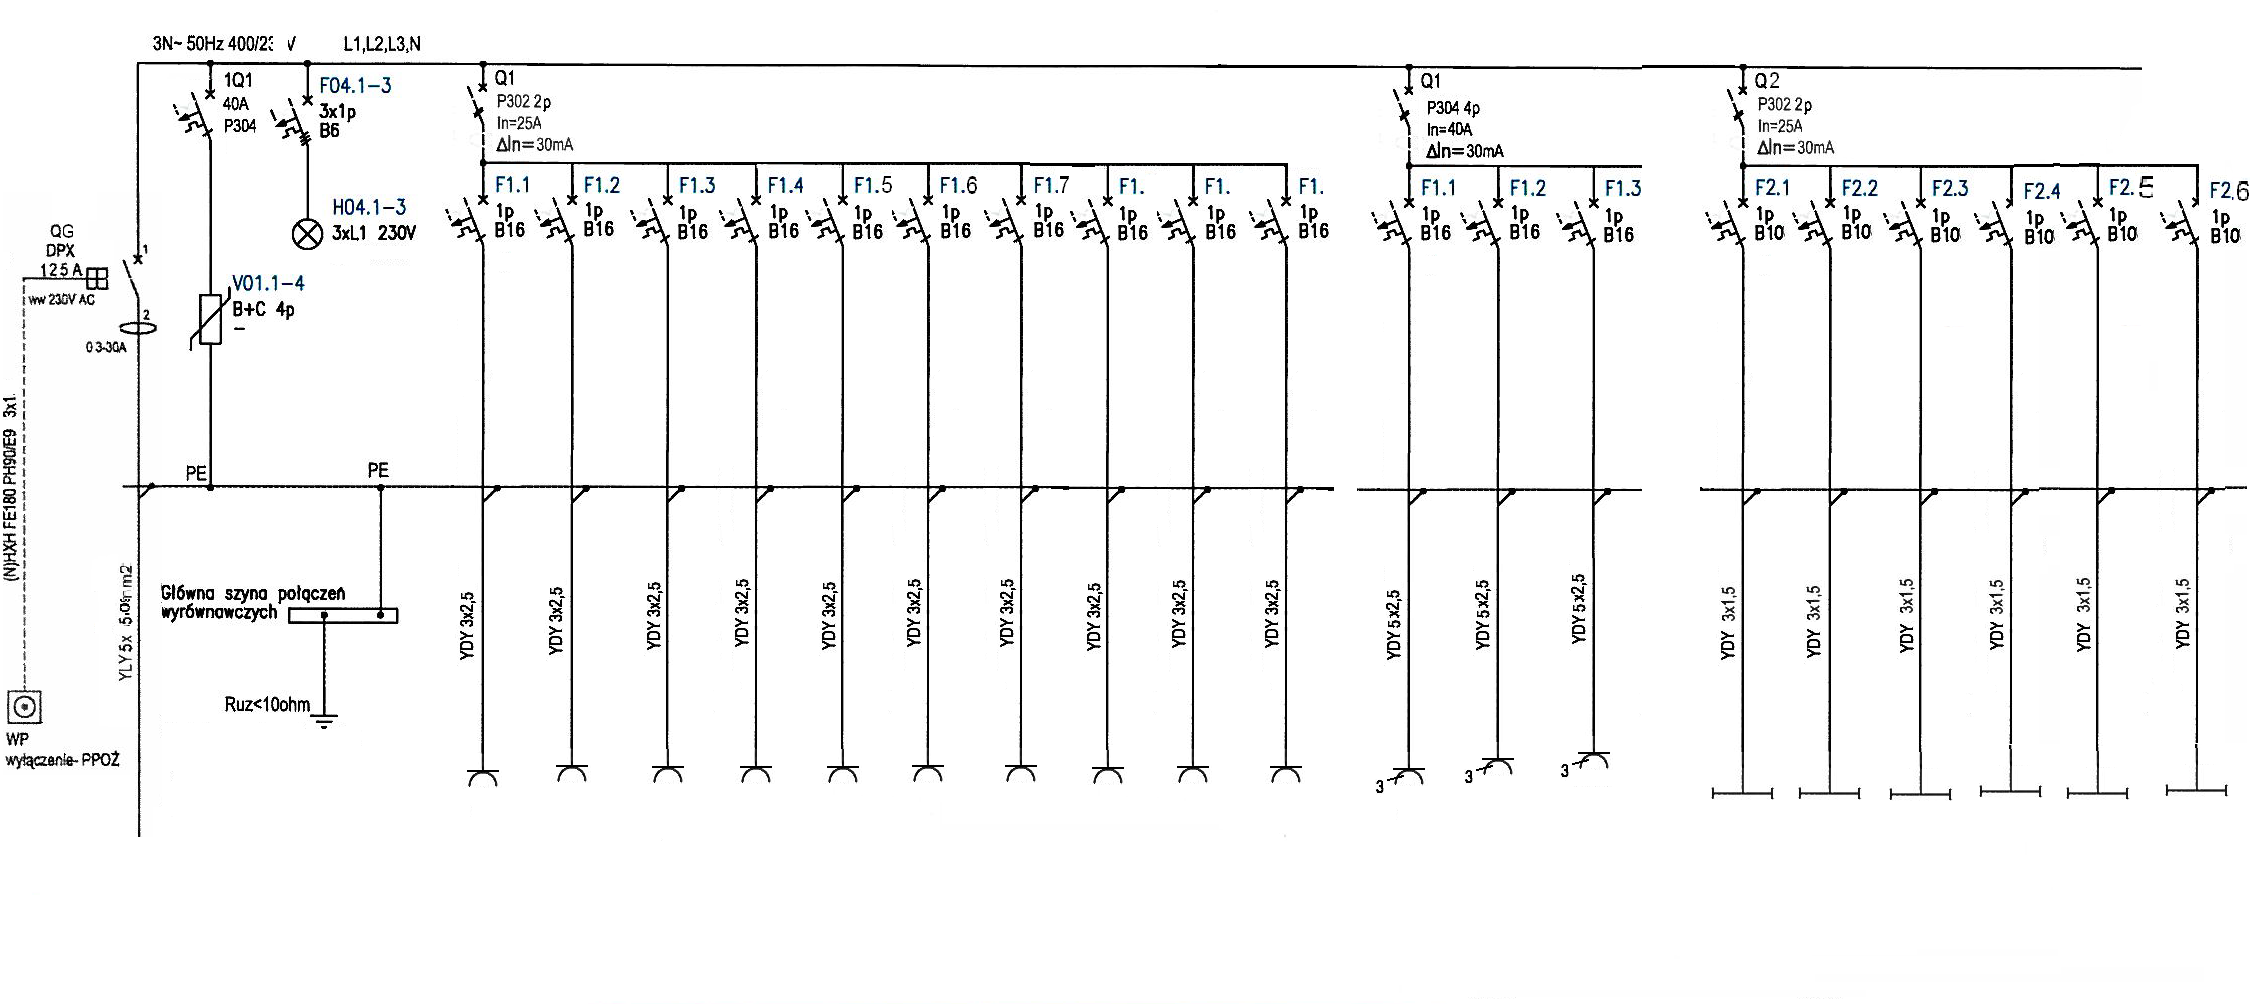 3N~ 50Hz 400/23 V
L1,L2,L3,N
1Q1
40A
P304
F04.1-3
3x1p
B6
H04.1-3
3xL1 230V
V01.1-4
B+C 4p
QG
DPX
125 A
ww 230V AC
1
2
0 3-30A
(N)HXH FE180 PH90/E9 3x1.
WP
wyłączenie- PPOŻ
YLY 5x
PE
PE
Główna szyna połączeń
wyrównawczych
Ruz<10ohm
Q1
P302 2p
In=25A
ΔIn=30mA
F1.1
1p
B16
F1.2
1p
B16
F1.3
1p
B16
F1.4
1p
B16
F1.5
1p
B16
F1.6
1p
B16
F1.7
1p
B16
F1.
1p
B16
F1.
1p
B16
F1.
1p
B16
YDY 3x2,5
YDY 3x2,5
YDY 3x2,5
YDY 3x2,5
YDY 3x2,5
YDY 3x2,5
YDY 3x2,5
YDY 3x2,5
YDY 3x2,5
YDY 3x2,5
Q1
P304 4p
In=40A
ΔIn=30mA
F1.1
1p
B16
F1.2
1p
B16
F1.3
1p
B16
YDY 5x2,5
YDY 5x2,5
YDY 5x2,5
3
3
3
Q2
P302 2p
In=25A
ΔIn=30mA
F2.1
1p
B10
F2.2
1p
B10
F2.3
1p
B10
F2.4
1p
B10
F2.5
1p
B10
F2.6
1p
B10
YDY 3x1,5
YDY 3x1,5
YDY 3x1,5
YDY 3x1,5
YDY 3x1,5
YDY 3x1,5